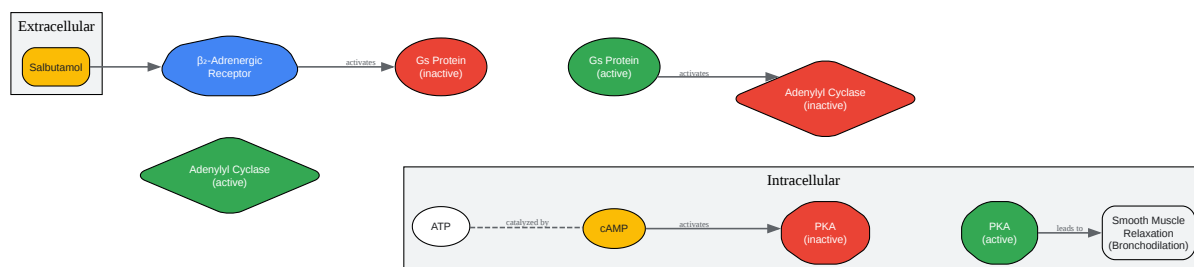 Extracellular
Salbutamol
β₂-Adrenergic
Receptor
activates
Gs Protein
(inactive)
Gs Protein
(active)
activates
Adenylyl Cyclase
(inactive)
Adenylyl Cyclase
(active)
Intracellular
ATP
catalyzed by
cAMP
activates
PKA
(inactive)
PKA
(active)
leads to
Smooth Muscle
Relaxation
(Bronchodilation)